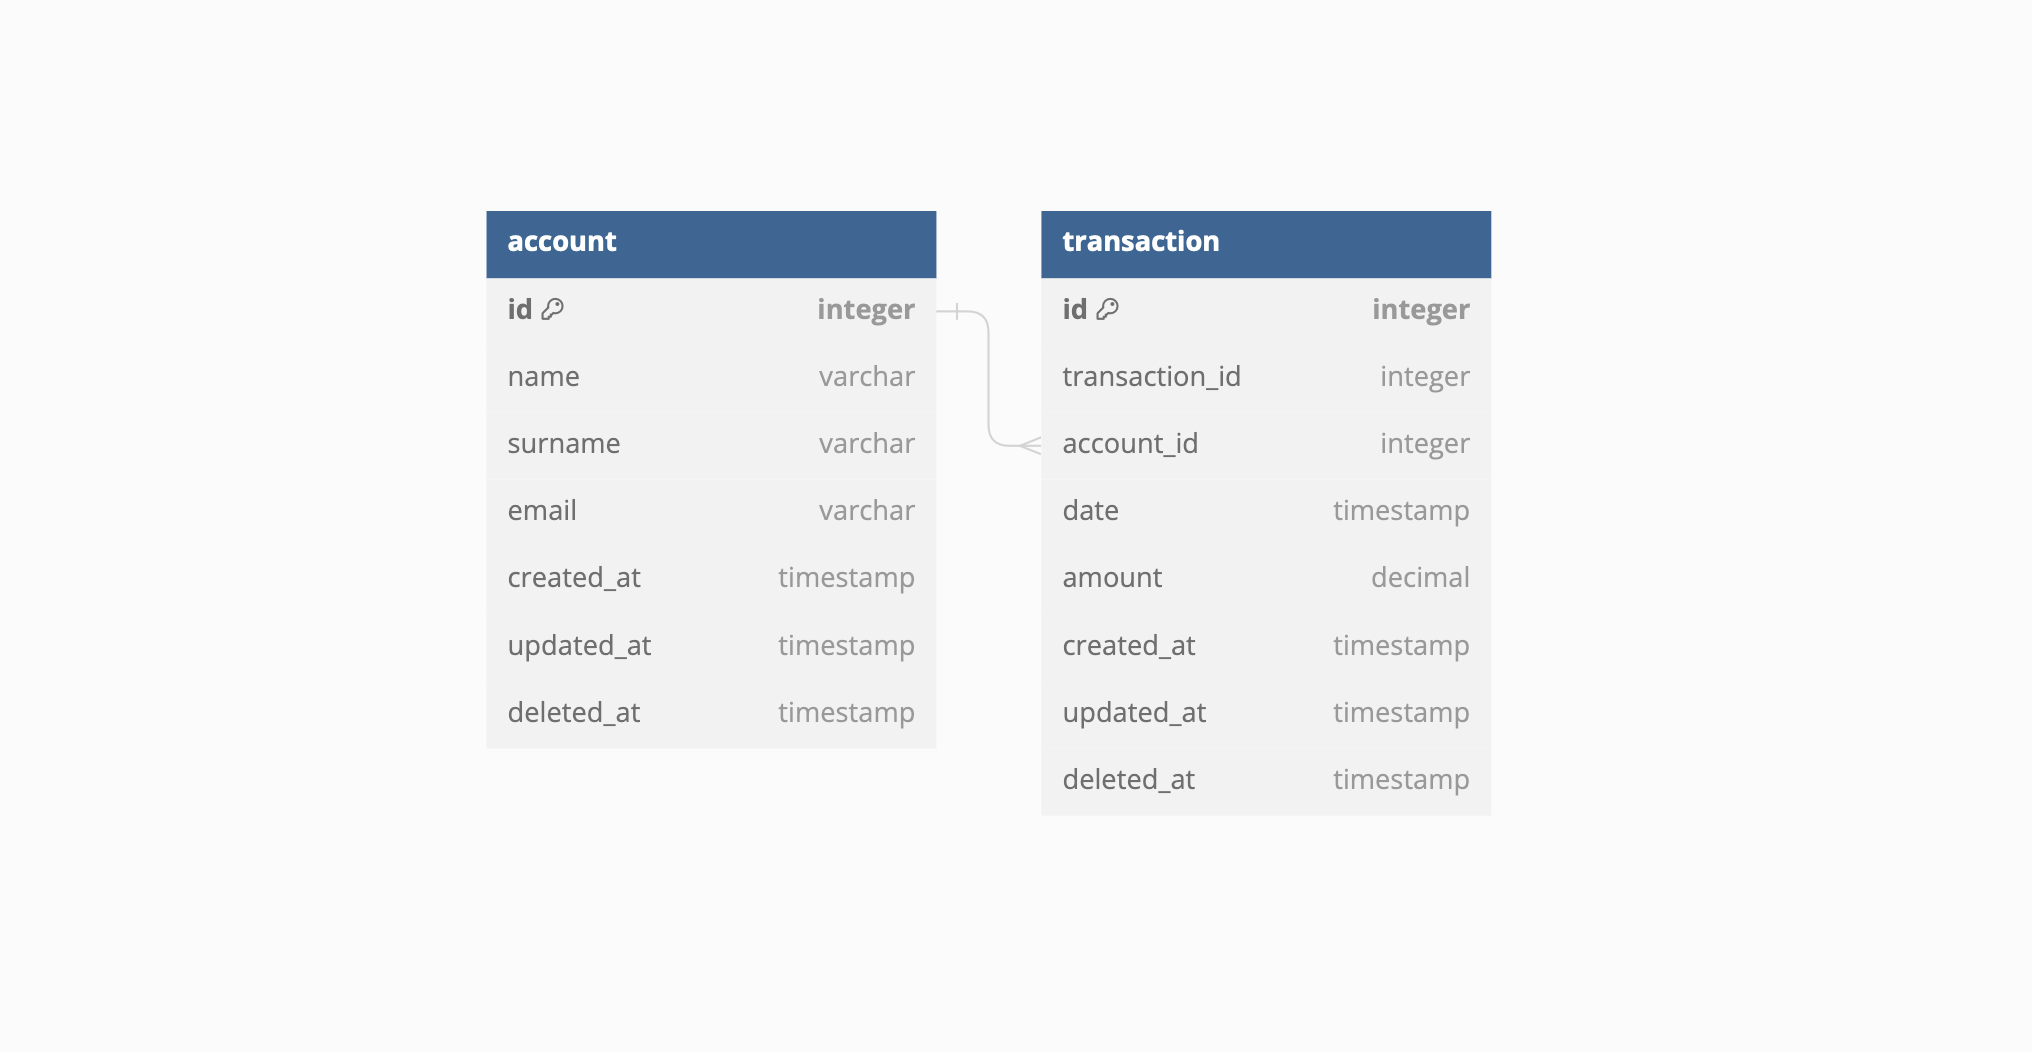 account
id integer
name varchar
surname varchar
email varchar
created_at timestamp
updated_at timestamp
deleted_at timestamp
transaction
id integer
transaction_id integer
account_id integer
date timestamp
amount decimal
created_at timestamp
updated_at timestamp
deleted_at timestamp